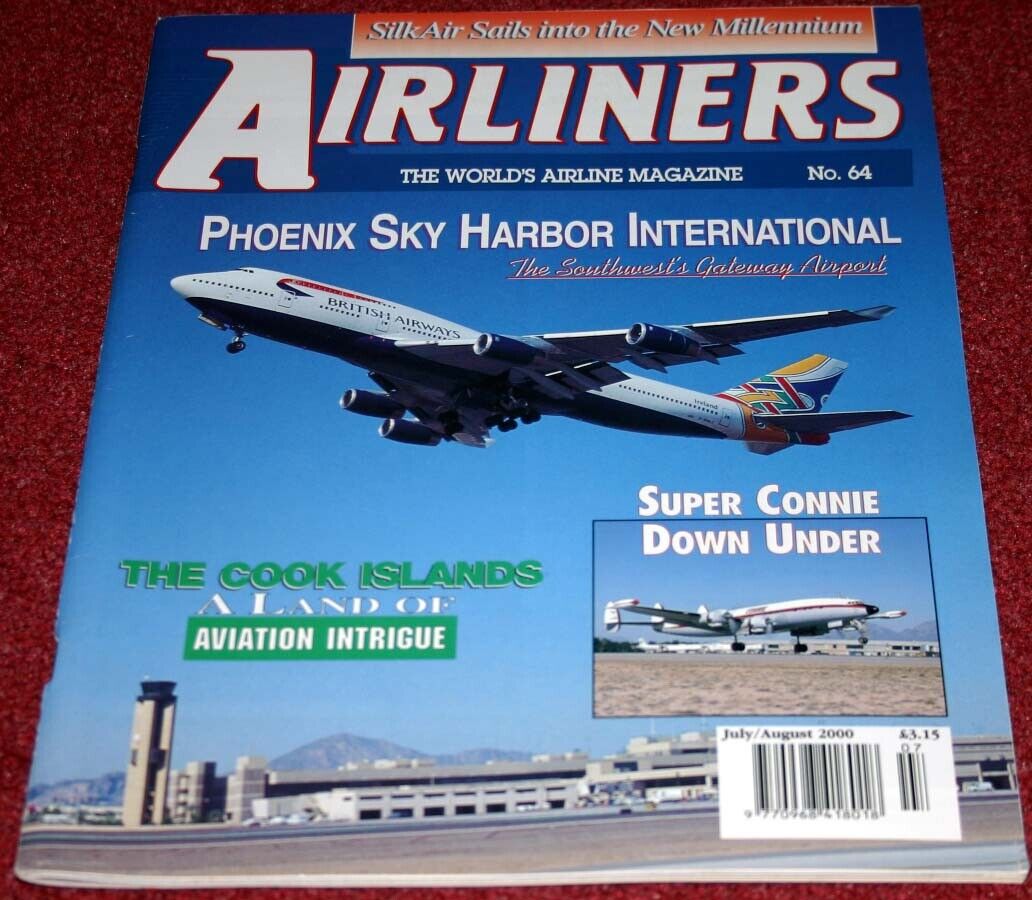 SilkAir Sails into the New Millennium
AIRLINERS
THE WORLD'S AIRLINE MAGAZINE No. 64
PHOENIX SKY HARBOR INTERNATIONAL
The Southwest's Gateway Airport
BRITISH AIRWAYS
Ireland
SUPER CONNIE
DOWN UNDER
THE COOK ISLANDS
A LAND OF
AVIATION INTRIGUE
July/August 2000 £3.15
07
9 770968 418018